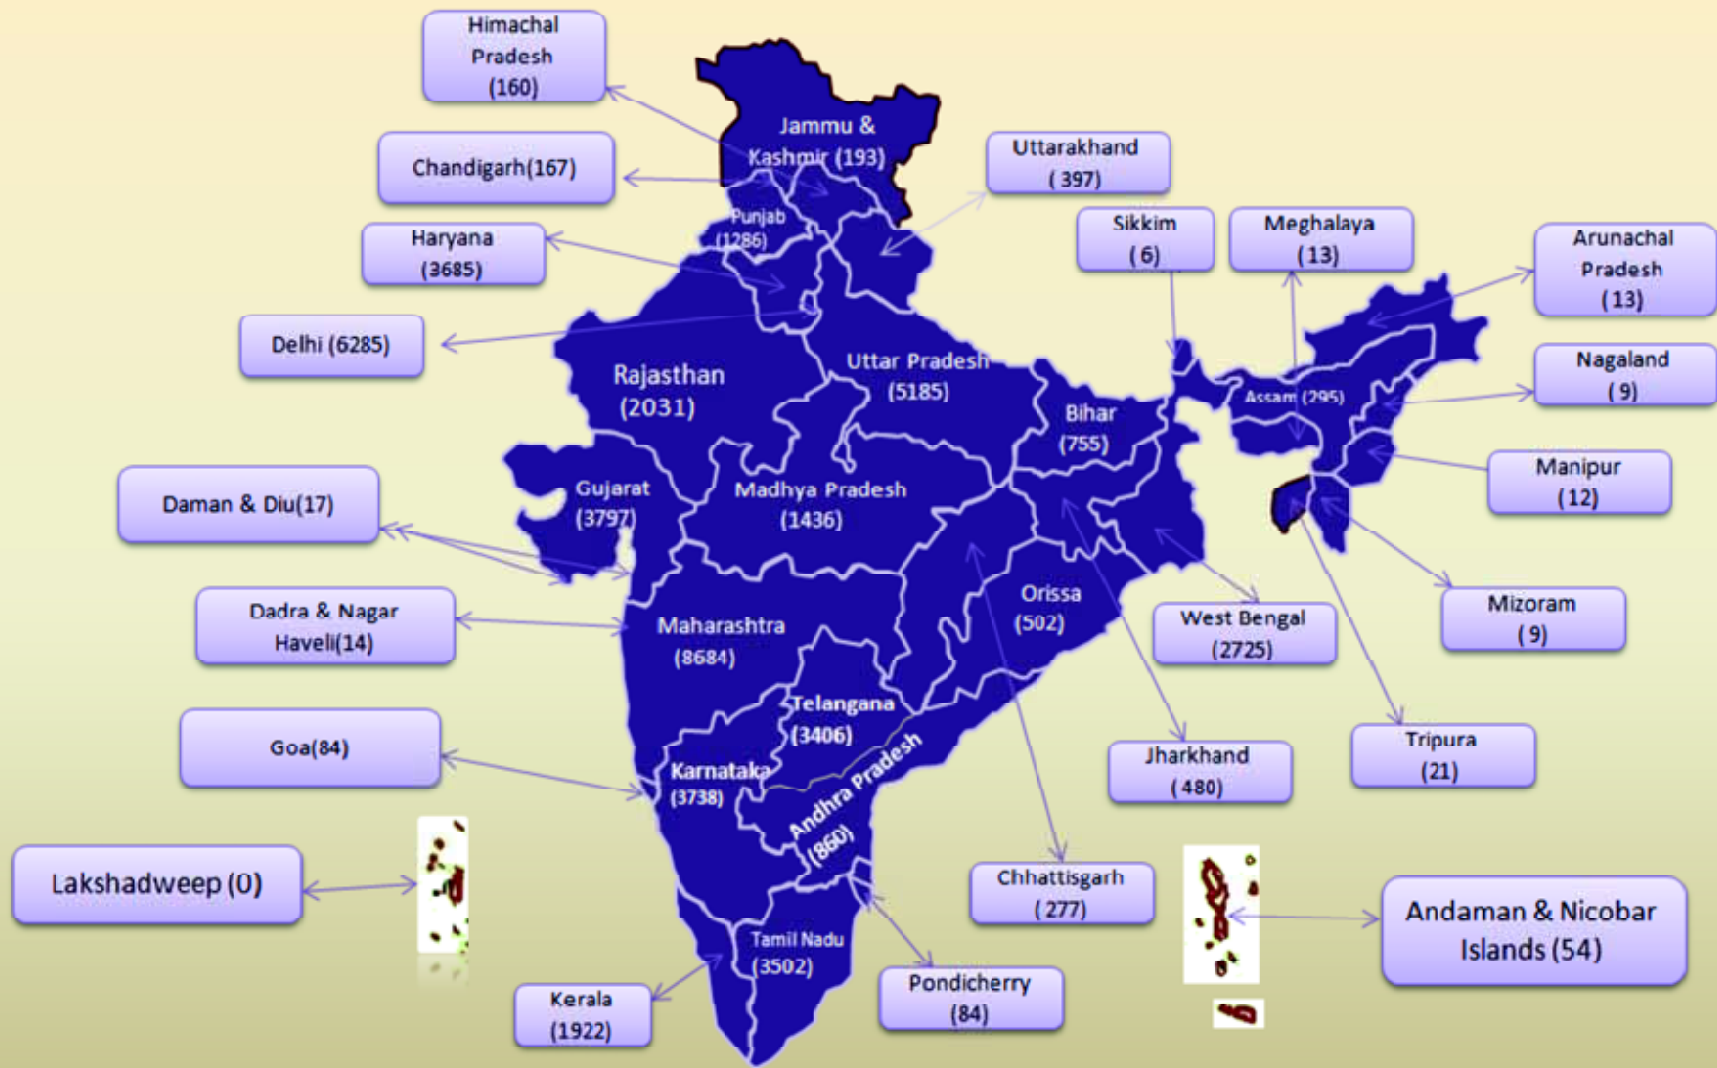 Himachal
Pradesh
(160)
Jammu &
Kashmir (193)
Chandigarh(167)
Uttarakhand
( 397)
Punjab
(1286)
Haryana
(3685)
Sikkim
( 6)
Meghalaya
(13)
Arunachal
Pradesh
(13)
Delhi (6285)
Rajasthan
(2031)
Uttar Pradesh
(5185)
Bihar
(755)
Assam (295)
Nagaland
( 9)
Daman & Diu(17)
Gujarat
(3797)
Madhya Pradesh
(1436)
Manipur
(12)
Dadra & Nagar
Haveli(14)
Maharashtra
(8684)
Orissa
(502)
West Bengal
(2725)
Mizoram
( 9)
Goa(84)
Telangana
(3406)
Karnataka
(3738)
Andhra Pradesh
(860)
Jharkhand
( 480)
Tripura
(21)
Lakshadweep (0)
Chhattisgarh
( 277)
Andaman & Nicobar
Islands (54)
Tamil Nadu
(3502)
Kerala
(1922)
Pondicherry
(84)